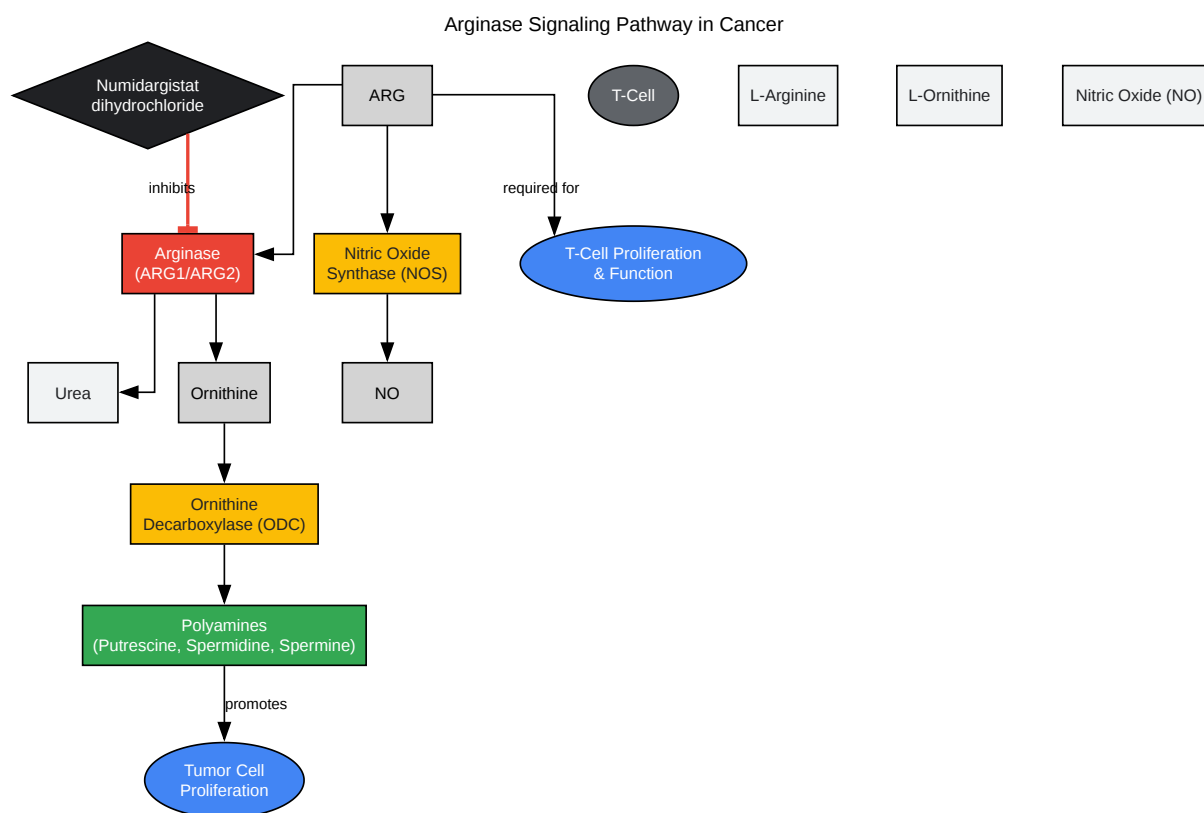 Arginase Signaling Pathway in Cancer
Numidargistat
dihydrochloride
ARG
T-Cell
L-Arginine
L-Ornithine
Nitric Oxide (NO)
inhibits
required for
Arginase
(ARG1/ARG2)
Nitric Oxide
Synthase (NOS)
T-Cell Proliferation
& Function
Urea
Ornithine
NO
Ornithine
Decarboxylase (ODC)
Polyamines
(Putrescine, Spermidine, Spermine)
promotes
Tumor Cell
Proliferation